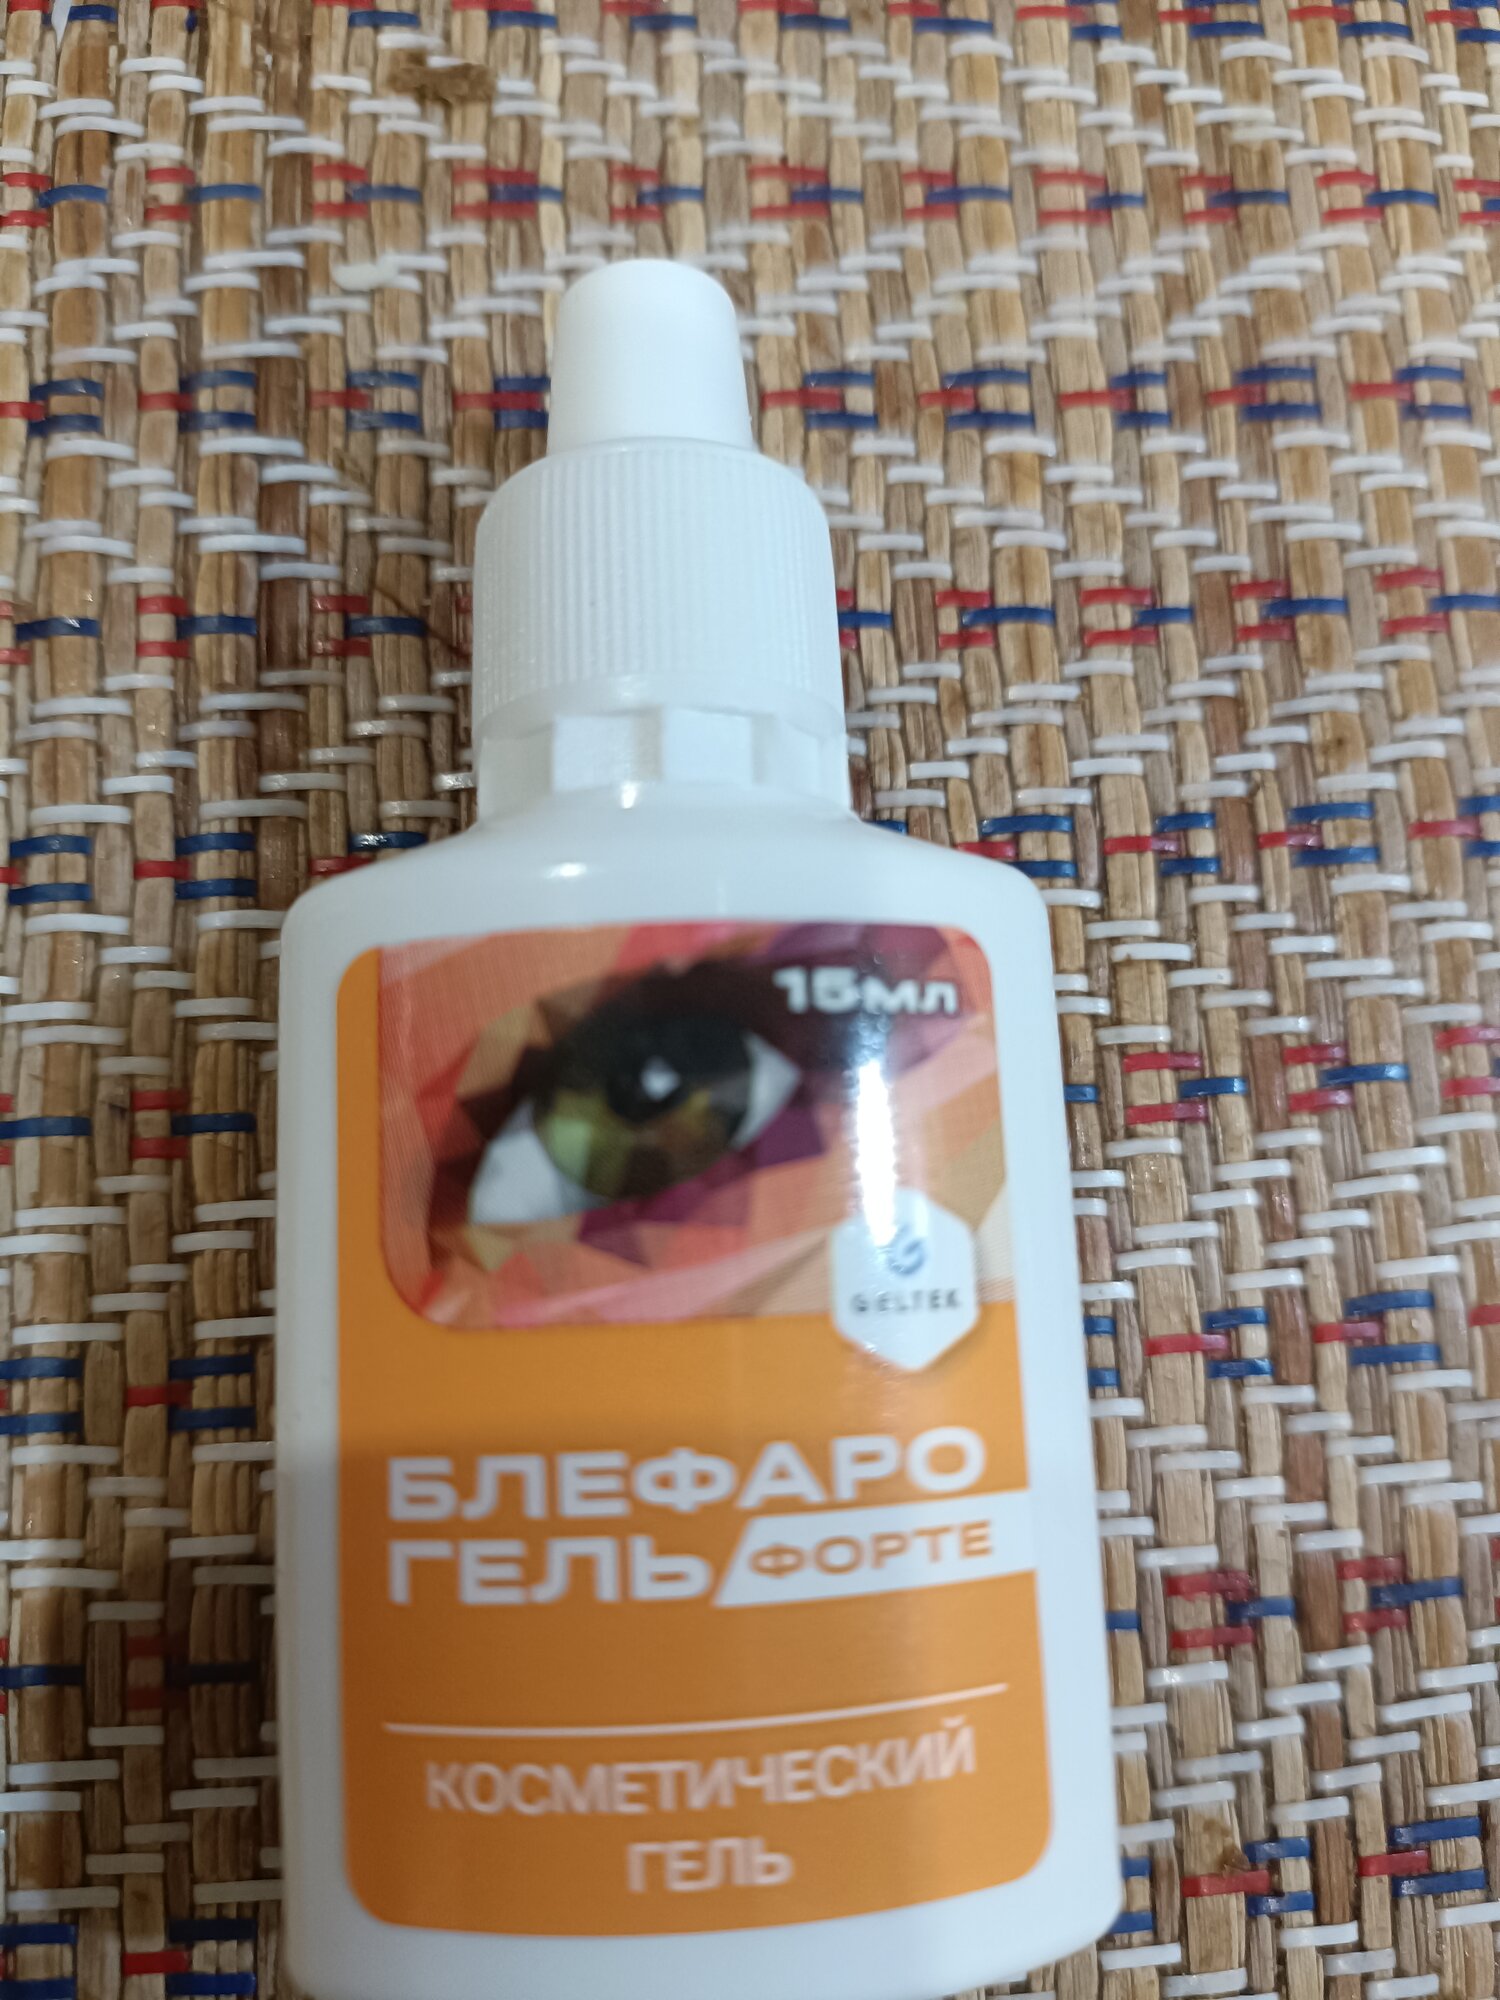 15мл
GELTEK
БЛЕФАРО
ГЕЛЬ ФОРТЕ
КОСМЕТИЧЕСКИЙ
ГЕЛЬ